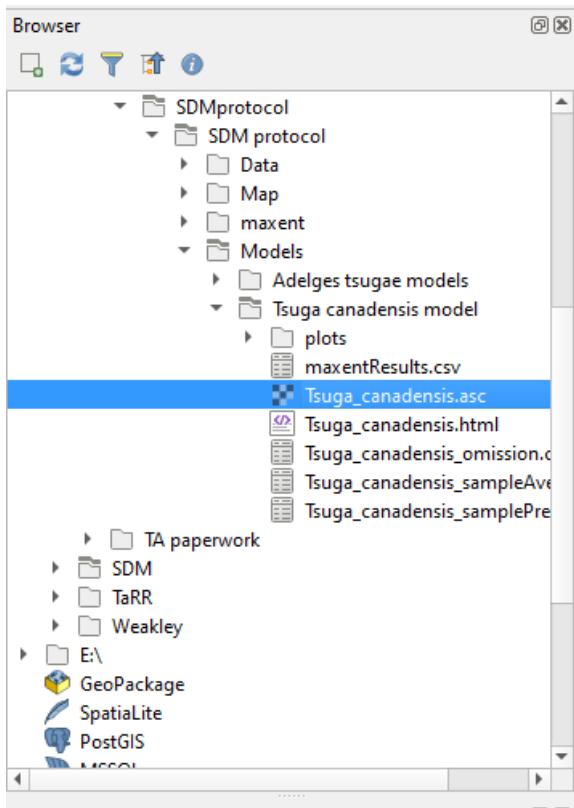 Browser
SDMprotocol
SDM protocol
Data
Map
maxent
Models
Adelges tsugae models
Tsuga canadensis model
plots
maxentResults.csv
Tsuga_canadensis.asc
Tsuga_canadensis.html
Tsuga_canadensis_omission.c
Tsuga_canadensis_sampleAve
Tsuga_canadensis_samplePre
TA paperwork
SDM
TaRR
Weakley
E:\
GeoPackage
SpatiaLite
PostGIS
MSSQL